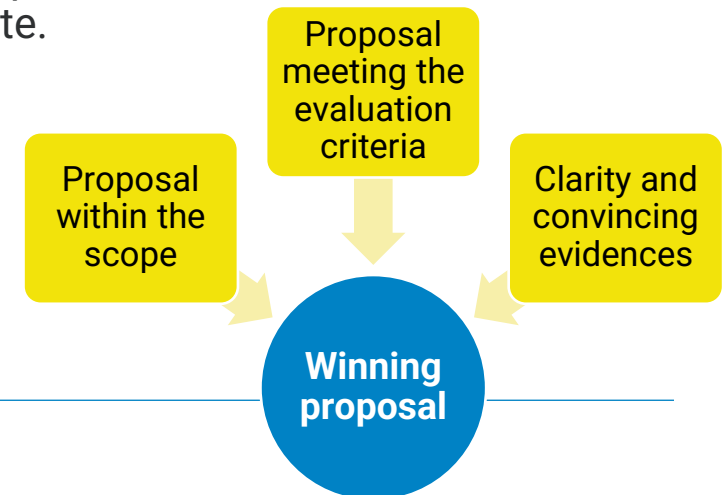 te.
Proposal
meeting the
evaluation
criteria
Proposal
within the
scope
Clarity and
convincing
evidences
Winning
proposal